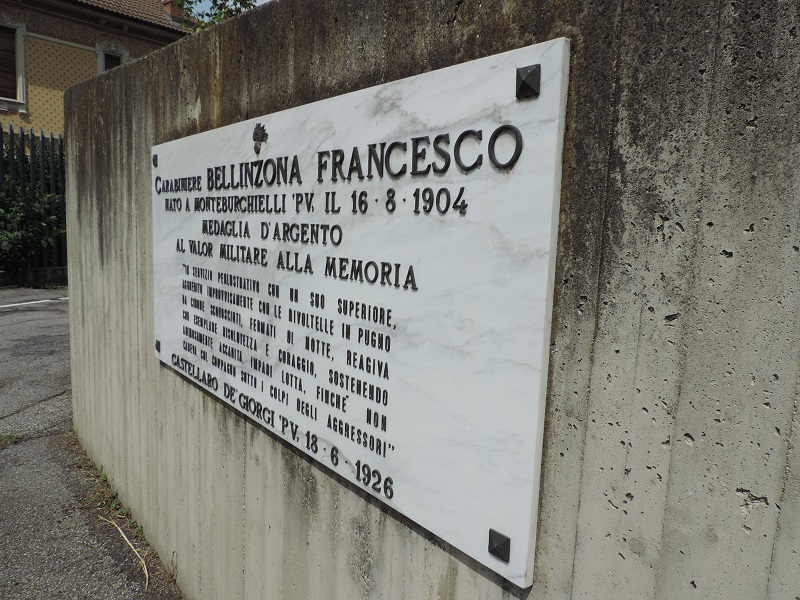 CARABINIERE BELLINZONA FRANCESCO
NATO A MONTEBURCHIELLI 'PV. IL 16 · 8 · 1904
MEDAGLIA D'ARGENTO
AL VALOR MILITARE ALLA MEMORIA
"IN SERVIZIO PERLUSTRATIVO CON UN SUO SUPERIORE,
AGGREDITO IMPROVVISAMENTE CON LE RIVOLTELLE IN PUGNO
DA CINQUE SCONOSCIUTI, FERMATI DI NOTTE, REAGIVA
CON ESEMPLARE RISOLUTEZZA E CORAGGIO, SOSTENENDO
ANIMOSAMENTE ACCANITA IMPARI LOTTA, FINCHE' NON
CADEVA COL COMPAGNO SOTTO I COLPI DEGLI AGGRESSORI"
CASTELLARO DE' GIORGI 'PV. 18 · 6 · 1926